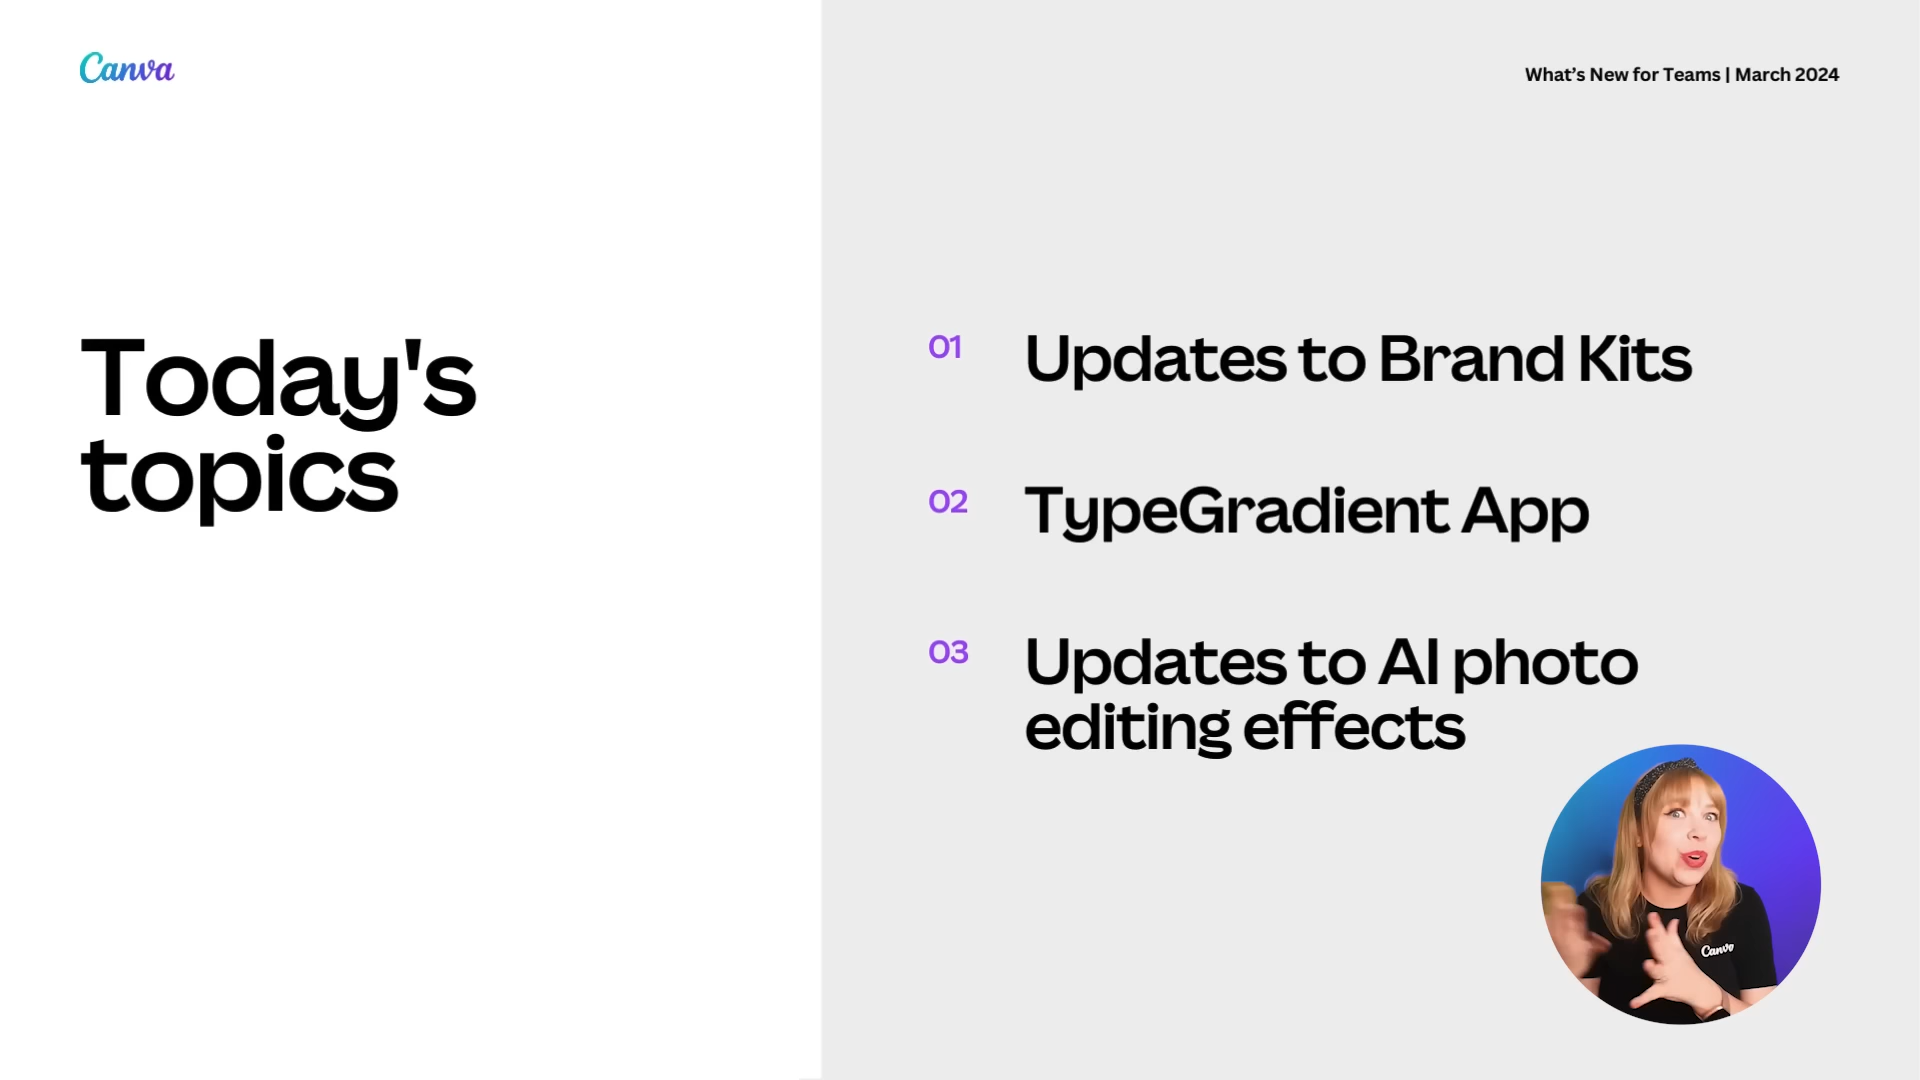 Canva
What's New for Teams | March 2024
Today's
topics
01 Updates to Brand Kits
02 TypeGradient App
03 Updates to AI photo
editing effects
Canva